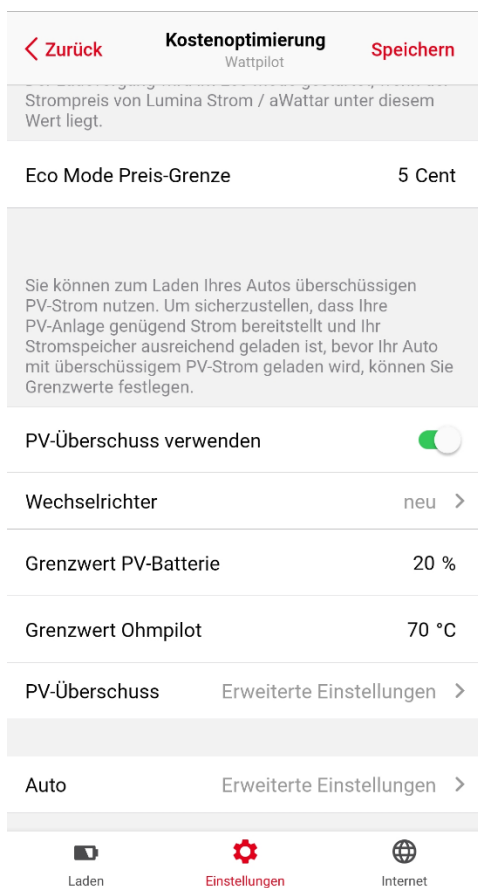 Zurück
Kostenoptimierung
Wattpilot
Speichern
Strompreis von Lumina Strom / aWattar unter diesem
Wert liegt.
Eco Mode Preis-Grenze 5 Cent
Sie können zum Laden Ihres Autos überschüssigen
PV-Strom nutzen. Um sicherzustellen, dass Ihre
PV-Anlage genügend Strom bereitstellt und Ihr
Stromspeicher ausreichend geladen ist, bevor Ihr Auto
mit überschüssigem PV-Strom geladen wird, können Sie
Grenzwerte festlegen.
PV-Überschuss verwenden
Wechselrichter neu
Grenzwert PV-Batterie 20 %
Grenzwert Ohmpilot 70 °C
PV-Überschuss Erweiterte Einstellungen
Auto Erweiterte Einstellungen
Laden Einstellungen Internet